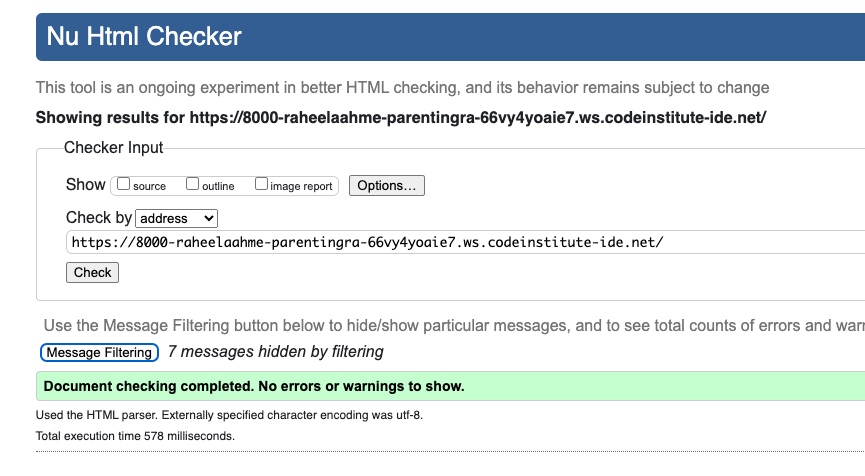 Nu Html Checker
This tool is an ongoing experiment in better HTML checking, and its behavior remains subject to change
Showing results for https://8000-raheelaahme-parentingra-66vy4yoaie7.ws.codeinstitute-ide.net/
Checker Input
Show source outline image report Options...
Check by address
https://8000-raheelaahme-parentingra-66vy4yoaie7.ws.codeinstitute-ide.net/
Check
Use the Message Filtering button below to hide/show particular messages, and to see total counts of errors and
Message Filtering 7 messages hidden by filtering
Document checking completed. No errors or warnings to show.
Used the HTML parser. Externally specified character encoding was utf-8.
Total execution time 578 milliseconds.